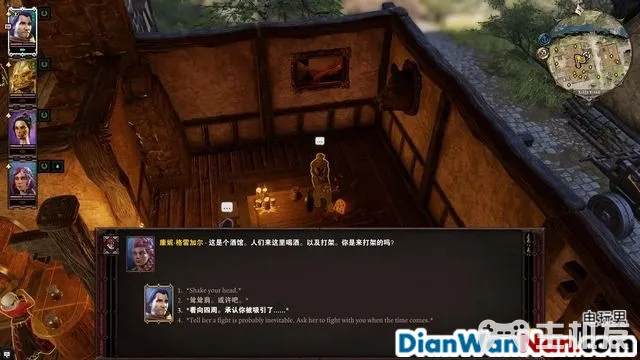 康妮·格雷加尔 - 这是个酒馆。人们来这里喝酒。以及打架。你是来打架的吗?
1. *Shake your head.*
2. *耸耸肩。或许吧。*
3. *看向四周。承认你被吸引了......*
4. *Tell her a fight is probably inevitable. Ask her to fight with you when the time comes.*
电玩男
DianWanNan.com